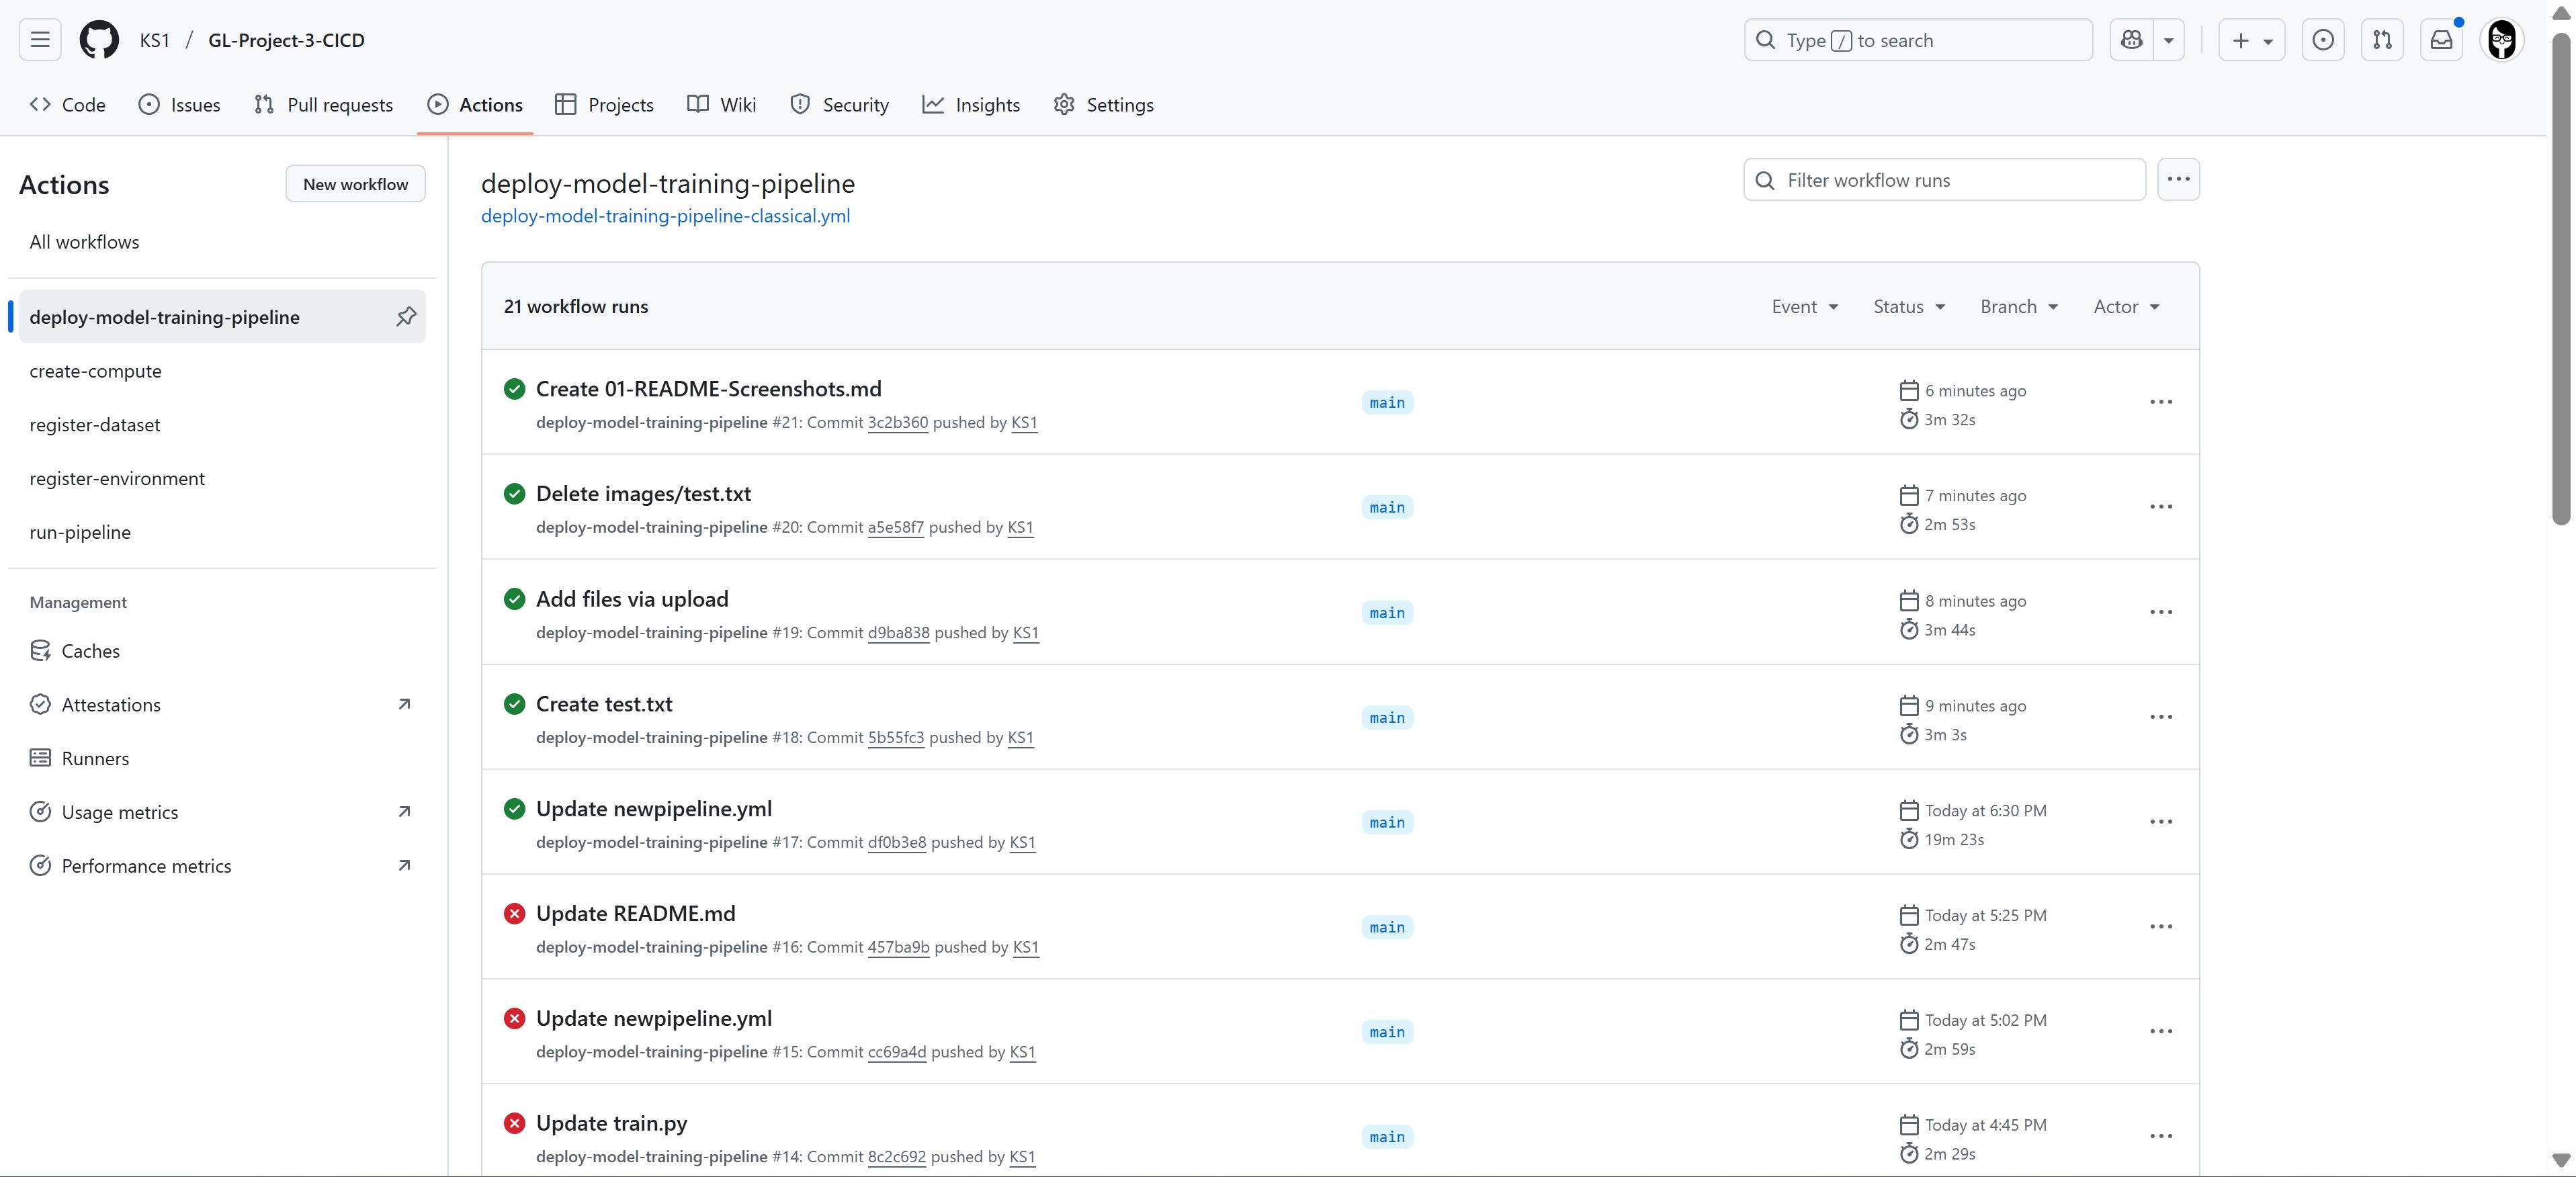 KS1 / GL-Project-3-CICD
Type / to search
Code Issues Pull requests Actions Projects Wiki Security Insights Settings
Actions
New workflow
All workflows
deploy-model-training-pipeline
create-compute
register-dataset
register-environment
run-pipeline
Management
Caches
Attestations
Runners
Usage metrics
Performance metrics
deploy-model-training-pipeline
deploy-model-training-pipeline-classical.yml
Filter workflow runs
21 workflow runs
Event Status Branch Actor
Create 01-README-Screenshots.md
deploy-model-training-pipeline #21: Commit 3c2b360 pushed by KS1
main
6 minutes ago
3m 32s
Delete images/test.txt
deploy-model-training-pipeline #20: Commit a5e58f7 pushed by KS1
main
7 minutes ago
2m 53s
Add files via upload
deploy-model-training-pipeline #19: Commit d9ba838 pushed by KS1
main
8 minutes ago
3m 44s
Create test.txt
deploy-model-training-pipeline #18: Commit 5b55fc3 pushed by KS1
main
9 minutes ago
3m 3s
Update newpipeline.yml
deploy-model-training-pipeline #17: Commit df0b3e8 pushed by KS1
main
Today at 6:30 PM
19m 23s
Update README.md
deploy-model-training-pipeline #16: Commit 457ba9b pushed by KS1
main
Today at 5:25 PM
2m 47s
Update newpipeline.yml
deploy-model-training-pipeline #15: Commit cc69a4d pushed by KS1
main
Today at 5:02 PM
2m 59s
Update train.py
deploy-model-training-pipeline #14: Commit 8c2c692 pushed by KS1
main
Today at 4:45 PM
2m 29s